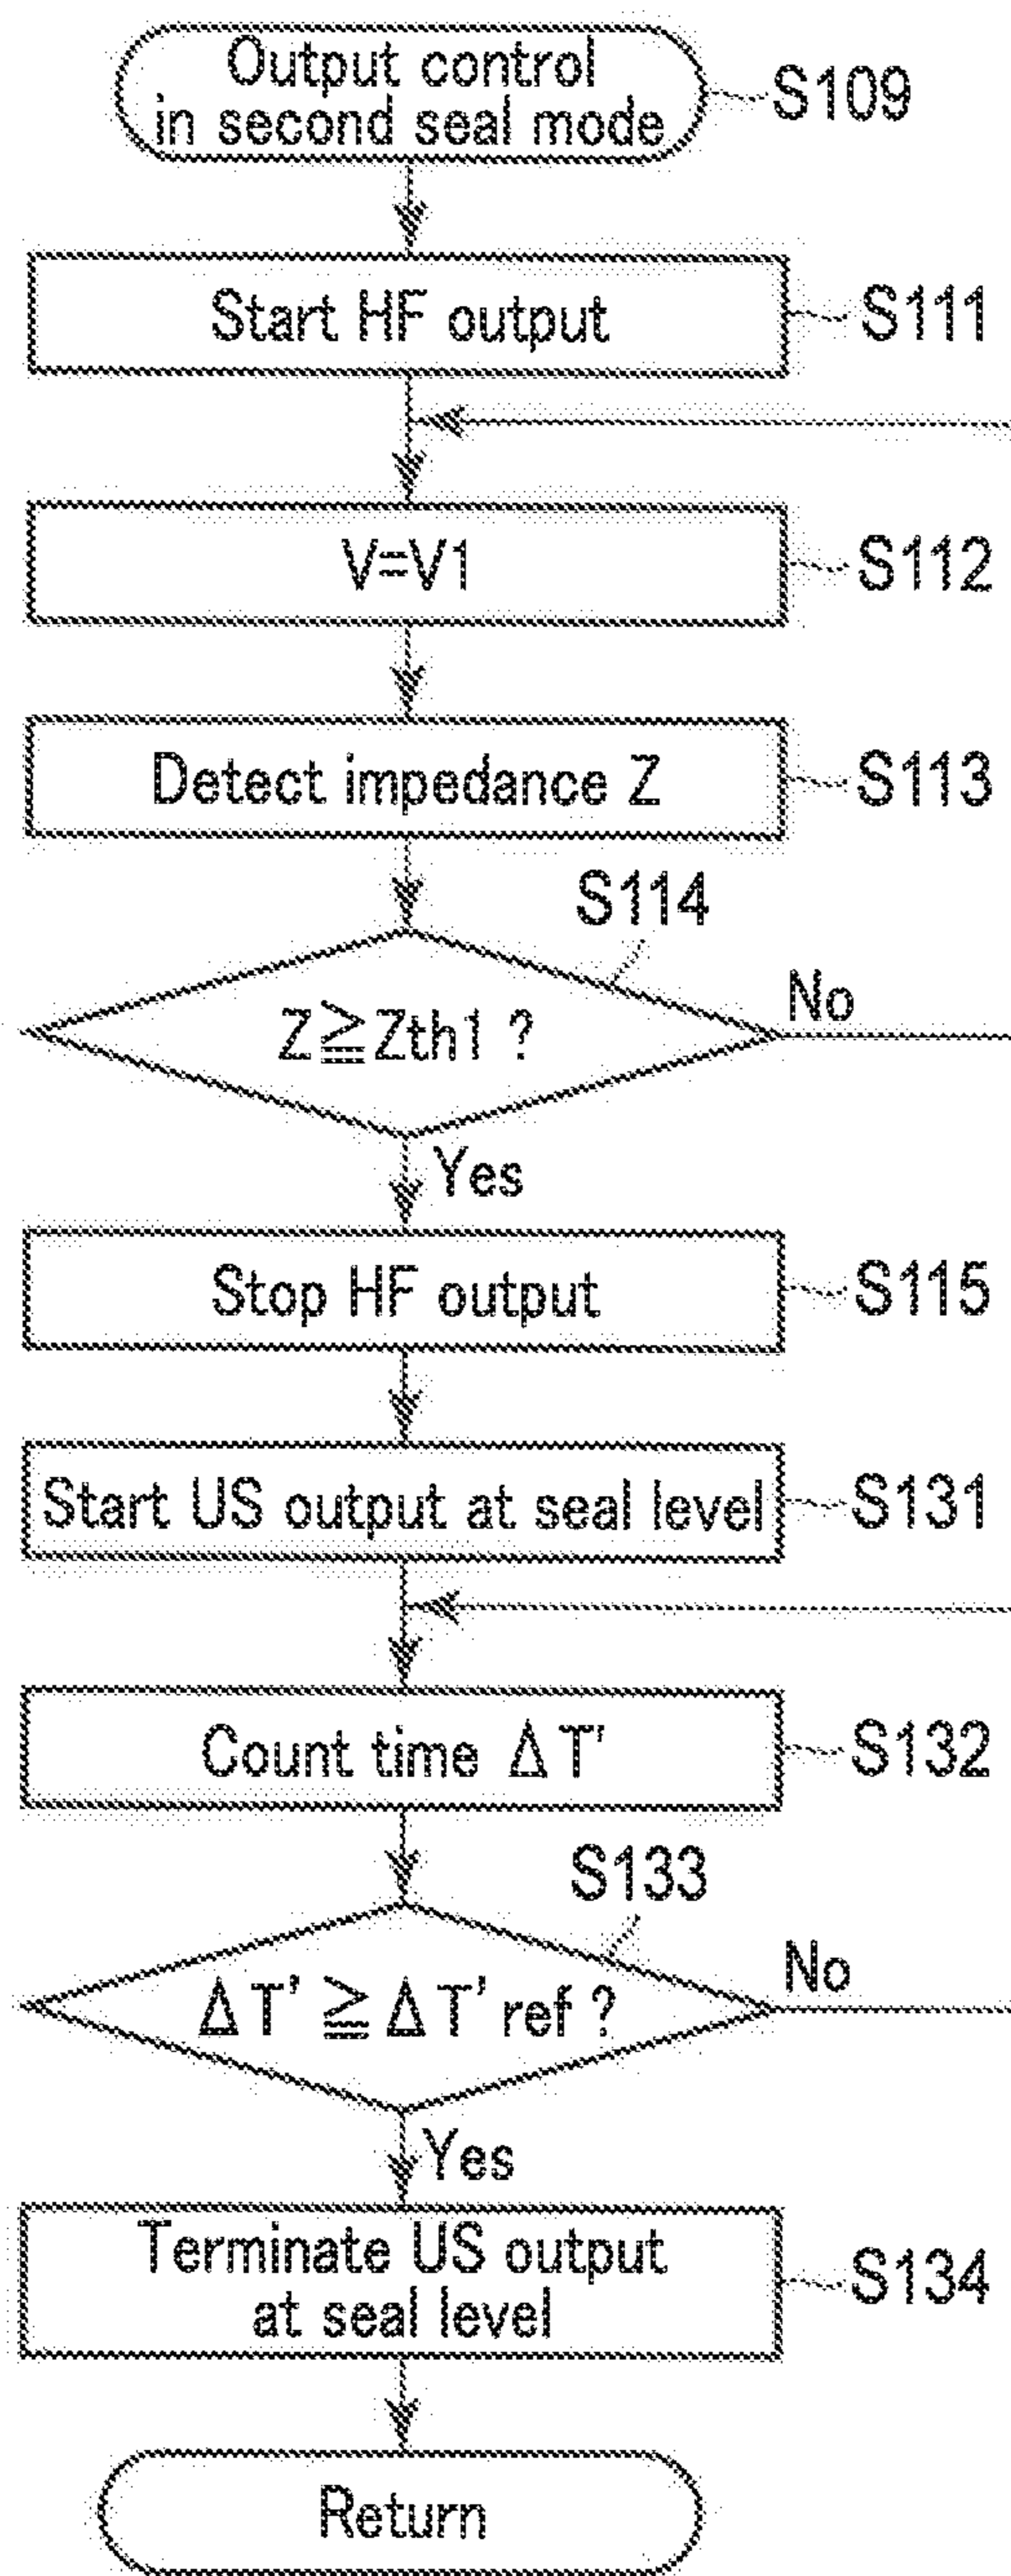 Output control
in second seal mode
S109
Start HF output
S111
V=V1
S112
Detect impedance Z
S113
S114
Z≧Zth1 ?
No
Yes
Stop HF output
S115
Start US output at seal level
S131
Count time ΔT'
S132
S133
ΔT' ≧ ΔT' ref ?
No
Yes
Terminate US output
at seal level
S134
Return